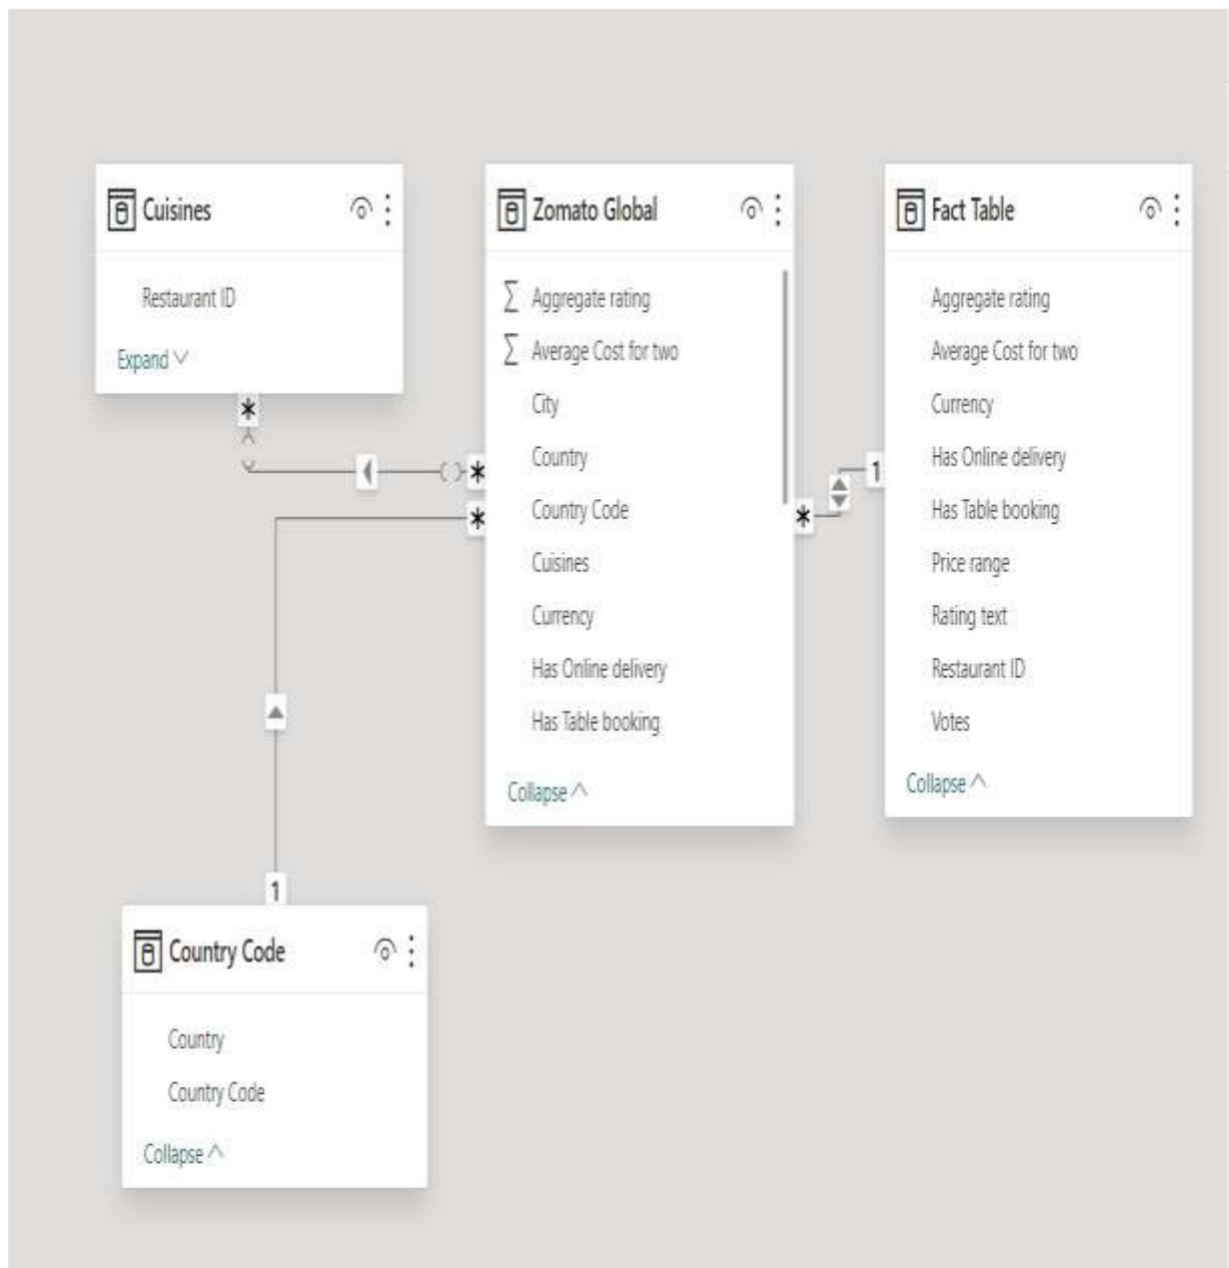 Cuisines
Restaurant ID
Expand
*
*
*
1
Zomato Global
Σ Aggregate rating
Σ Average Cost for two
City
Country
Country Code
Cuisines
Currency
Has Online delivery
Has Table booking
Collapse
*
1
Fact Table
Aggregate rating
Average Cost for two
Currency
Has Online delivery
Has Table booking
Price range
Rating text
Restaurant ID
Votes
Collapse
Country Code
Country
Country Code
Collapse